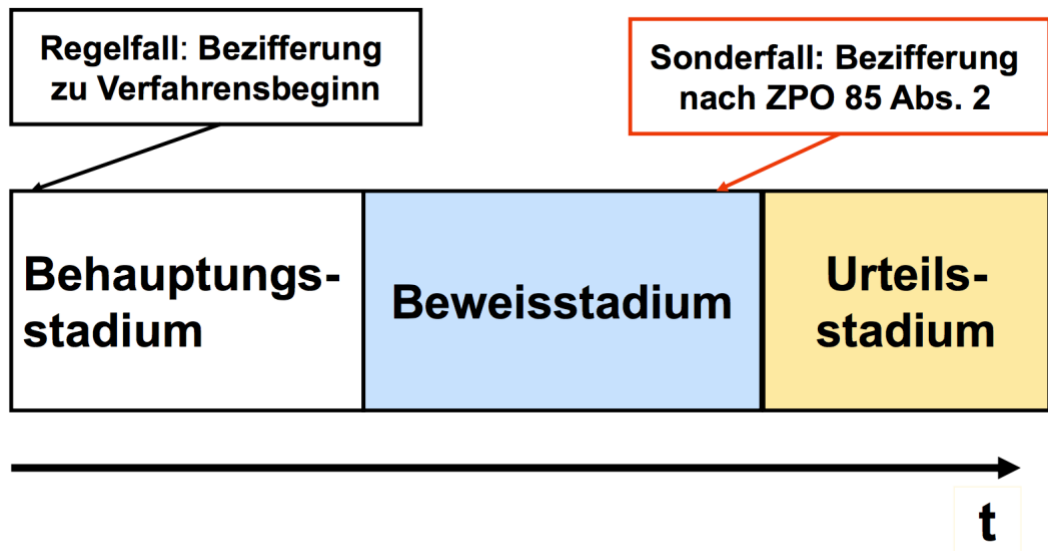 Regelfall: Bezifferung
zu Verfahrensbeginn
Sonderfall: Bezifferung
nach ZPO 85 Abs. 2
Behauptungs-
stadium
Beweisstadium
Urteils-
stadium
t